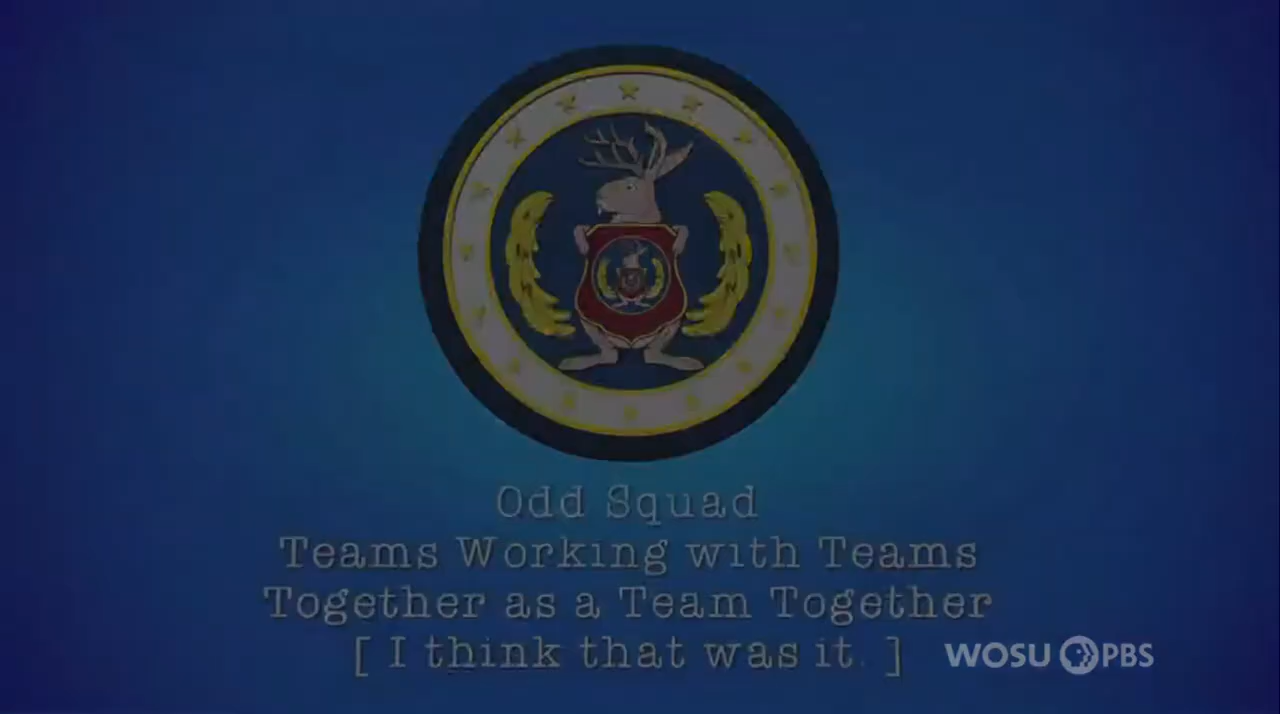 Odd Squad
Teams Working with Teams
Together as a Team Together
[ I think that was it. ]
WOSU PBS